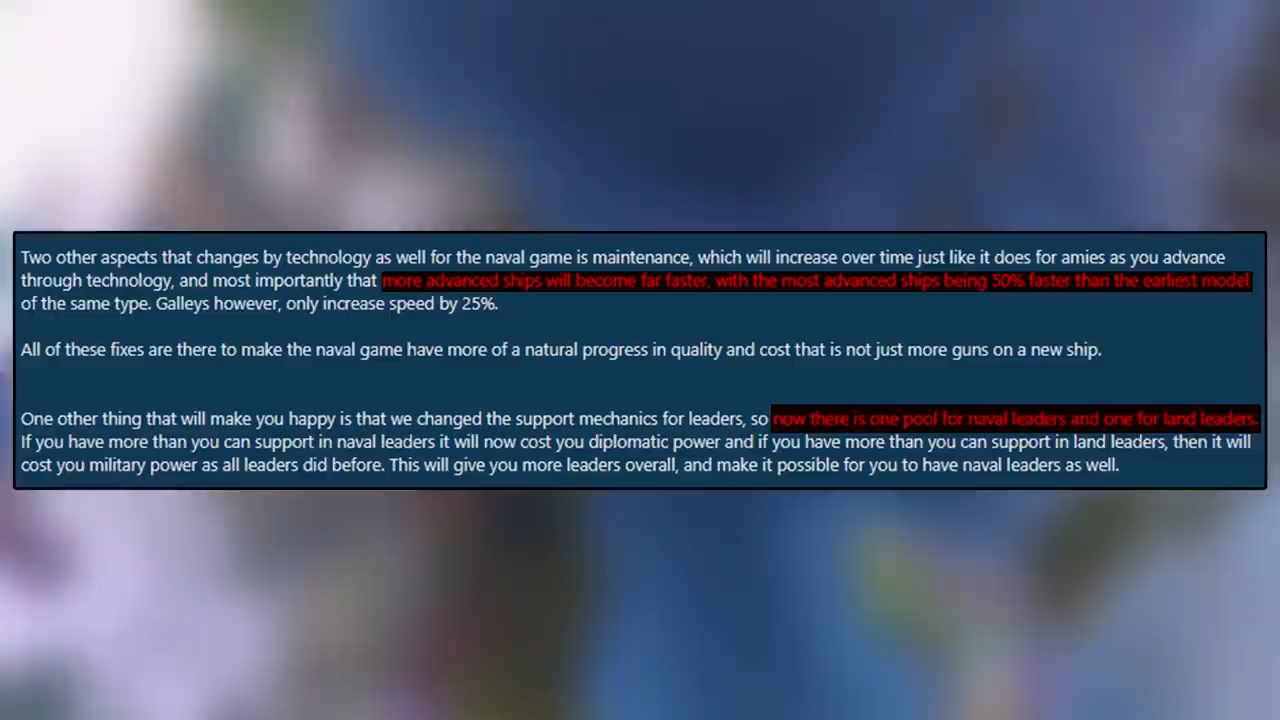 Two other aspects that changes by technology as well for the naval game is maintenance, which will increase over time just like it does for amies as you advance
through technology, and most importantly that more advanced ships will become far faster, with the most advanced ships being 50% faster than the earliest model
of the same type. Galleys however, only increase speed by 25%.
All of these fixes are there to make the naval game have more of a natural progress in quality and cost that is not just more guns on a new ship.
One other thing that will make you happy is that we changed the support mechanics for leaders, so now there is one pool for naval leaders and one for land leaders.
If you have more than you can support in naval leaders it will now cost you diplomatic power and if you have more than you can support in land leaders, then it will
cost you military power as all leaders did before. This will give you more leaders overall, and make it possible for you to have naval leaders as well.